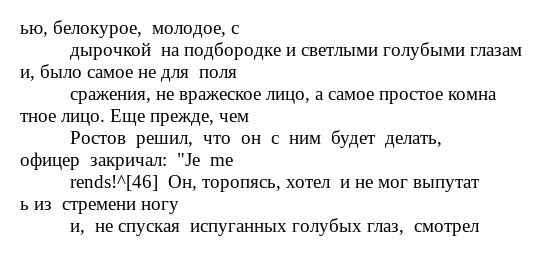 ью, белокурое,  молодое, с
дырочкой  на подбородке и светлыми голубыми глазам
и, было самое не для  поля
сражения, не вражеское лицо, а самое простое комна
тное лицо. Еще прежде, чем
Ростов  решил,  что  он  с  ним  будет  делать,
офицер  закричал:  "Je  me
rends!^[46]  Он, торопясь, хотел  и не мог выпутат
ь из  стремени ногу
и,  не спуская  испуганных голубых глаз,  смотрел